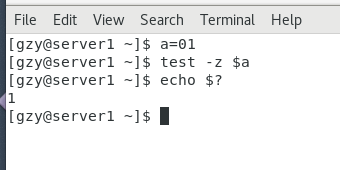 File Edit View Search Terminal Help
[gzy@server1 ~]$ a=01
[gzy@server1 ~]$ test -z $a
[gzy@server1 ~]$ echo $?
1
[gzy@server1 ~]$